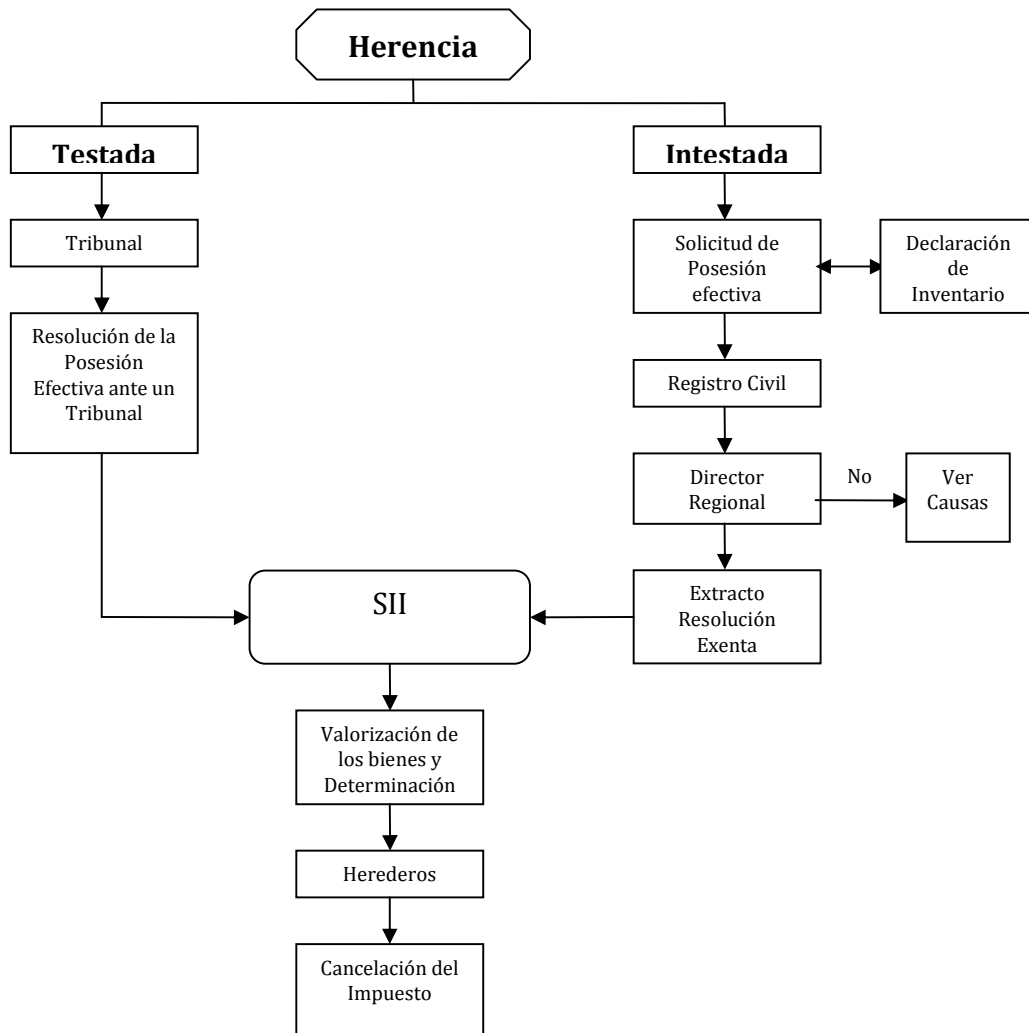 Herencia
Testada
Intestada
Tribunal
Solicitud de
Posesión
efectiva
Declaración
de
Inventario
Resolución de la
Posesión
Efectiva ante un
Tribunal
Registro Civil
Director
Regional
No
Ver
Causas
SII
Extracto
Resolución
Exenta
Valorización de
los bienes y
Determinación
Herederos
Cancelación del
Impuesto